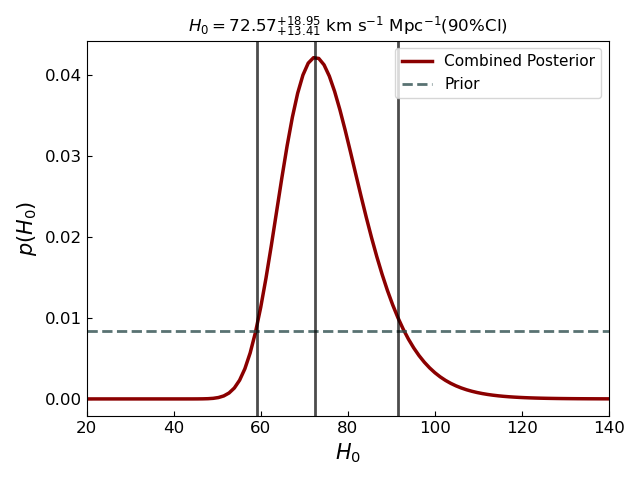 H₀ = 72.57 +18.95 +13.41 km s⁻¹ Mpc⁻¹(90%CI)
Combined Posterior
Prior
p(H₀)
0.04
0.03
0.02
0.01
0.00
20 40 60 80 100 120 140
H₀